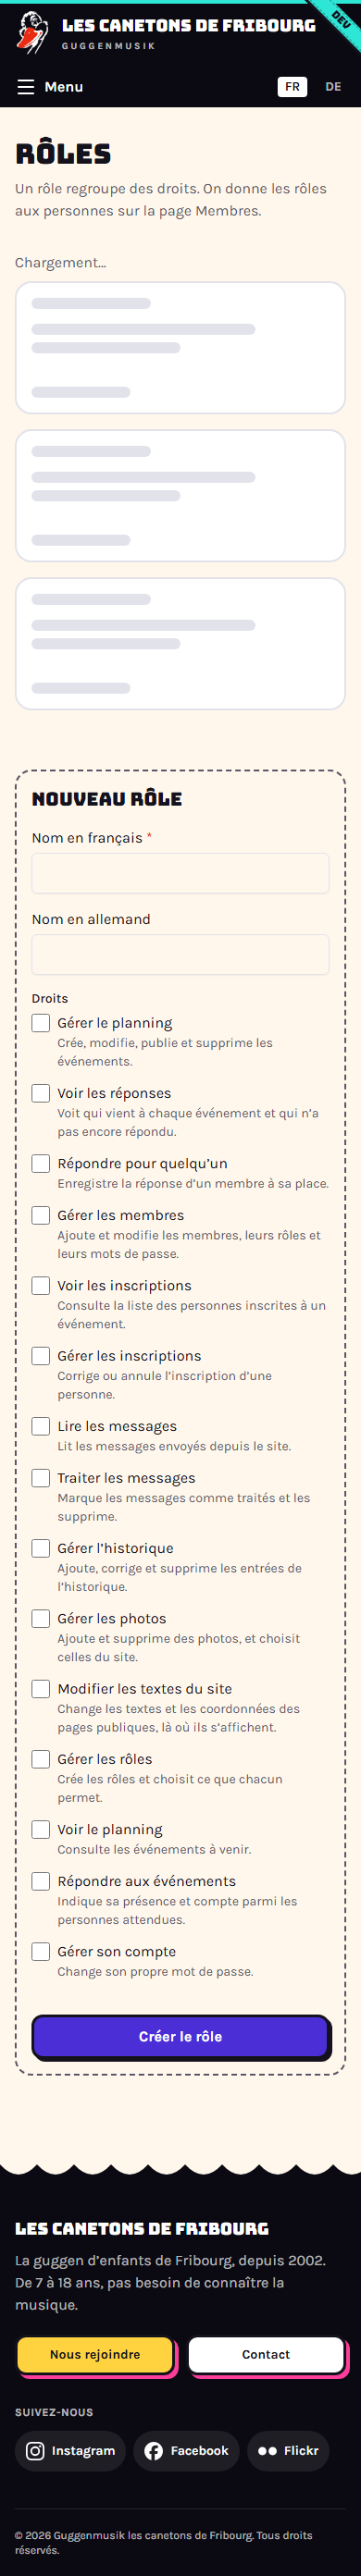 LES CANETONS DE FRIBOURG
GUGGENMUSIK
DEV
Menu
FR
DE
RÔLES
Un rôle regroupe des droits. On donne les rôles
aux personnes sur la page Membres.
Chargement…
NOUVEAU RÔLE
Nom en français *
Nom en allemand
Droits
Gérer le planning
Crée, modifie, publie et supprime les
événements.
Voir les réponses
Voit qui vient à chaque événement et qui n’a
pas encore répondu.
Répondre pour quelqu’un
Enregistre la réponse d’un membre à sa place.
Gérer les membres
Ajoute et modifie les membres, leurs rôles et
leurs mots de passe.
Voir les inscriptions
Consulte la liste des personnes inscrites à un
événement.
Gérer les inscriptions
Corrige ou annule l’inscription d’une
personne.
Lire les messages
Lit les messages envoyés depuis le site.
Traiter les messages
Marque les messages comme traités et les
supprime.
Gérer l’historique
Ajoute, corrige et supprime les entrées de
l’historique.
Gérer les photos
Ajoute et supprime des photos, et choisit
celles du site.
Modifier les textes du site
Change les textes et les coordonnées des
pages publiques, là où ils s’affichent.
Gérer les rôles
Crée les rôles et choisit ce que chacun
permet.
Voir le planning
Consulte les événements à venir.
Répondre aux événements
Indique sa présence et compte parmi les
personnes attendues.
Gérer son compte
Change son propre mot de passe.
Créer le rôle
LES CANETONS DE FRIBOURG
La guggen d’enfants de Fribourg, depuis 2002.
De 7 à 18 ans, pas besoin de connaître la
musique.
Nous rejoindre
Contact
SUIVEZ-NOUS
Instagram
Facebook
Flickr
© 2026 Guggenmusik les canetons de Fribourg. Tous droits
réservés.